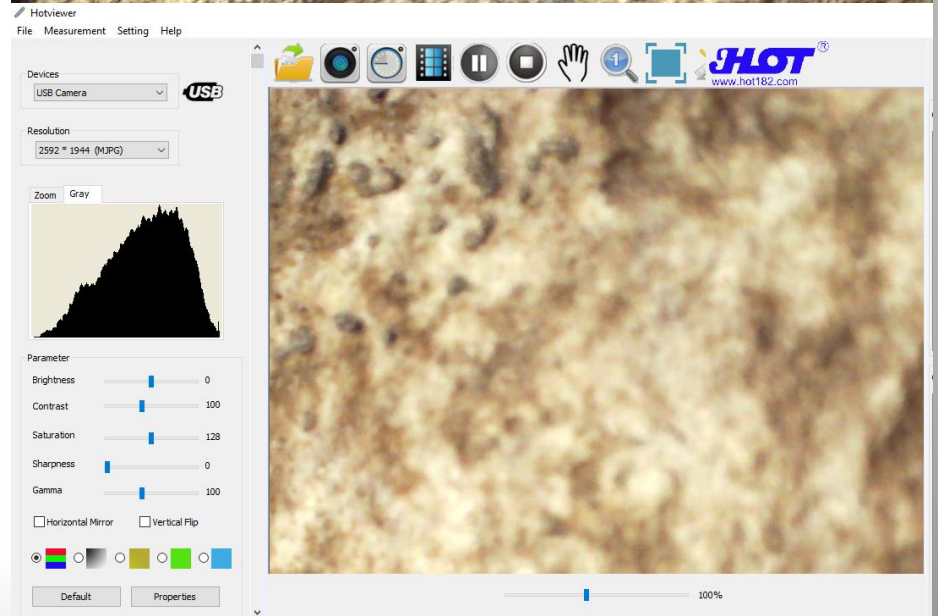 Hotviewer
File Measurement Setting Help
Devices
USB Camera
USB
Resolution
2592 * 1944 (MJPG)
Zoom Gray
Parameter
Brightness 0
Contrast 100
Saturation 128
Sharpness 0
Gamma 100
Horizontal Mirror Vertical Flip
Default Properties
1
HOT®
www.hot182.com
100%